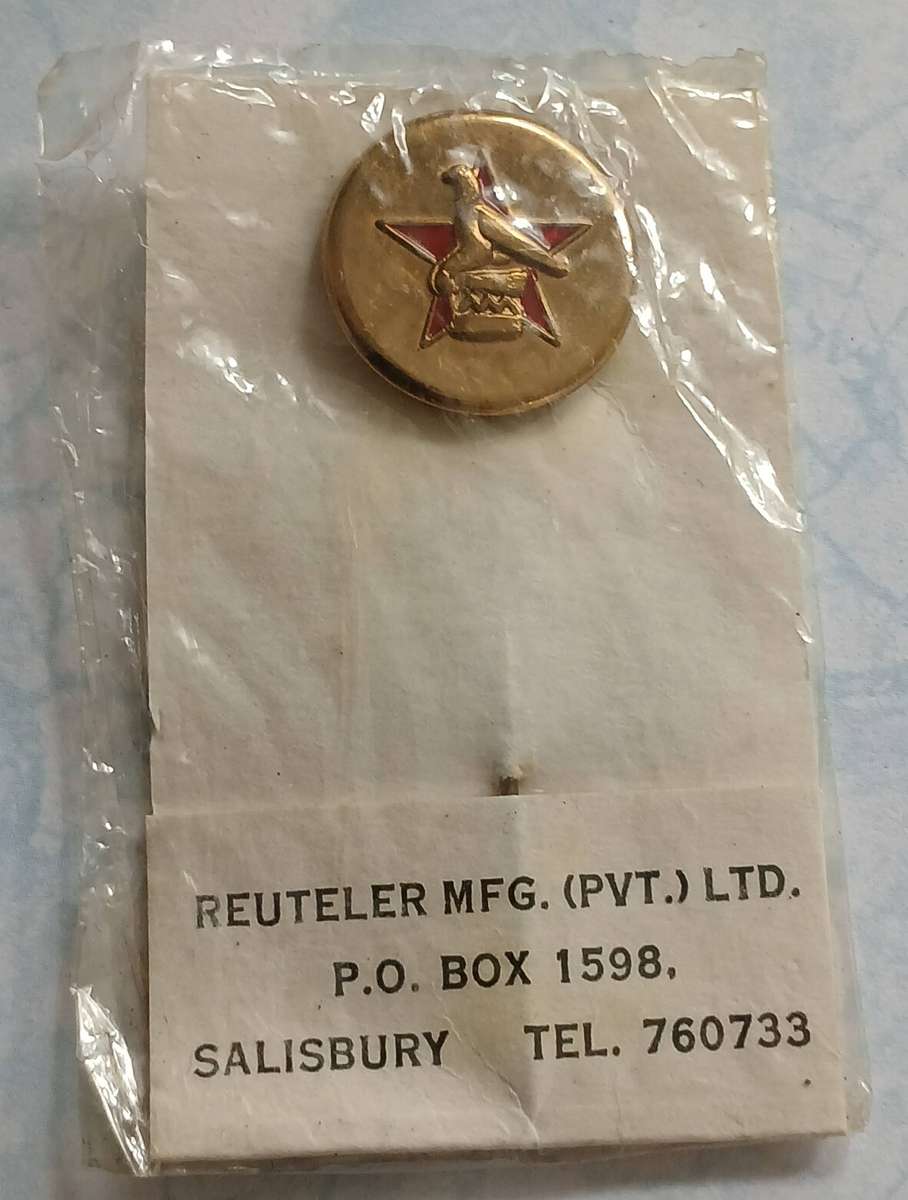 REUTELER MFG. (PVT.) LTD.
P.O. BOX 1598,
SALISBURY TEL. 760733